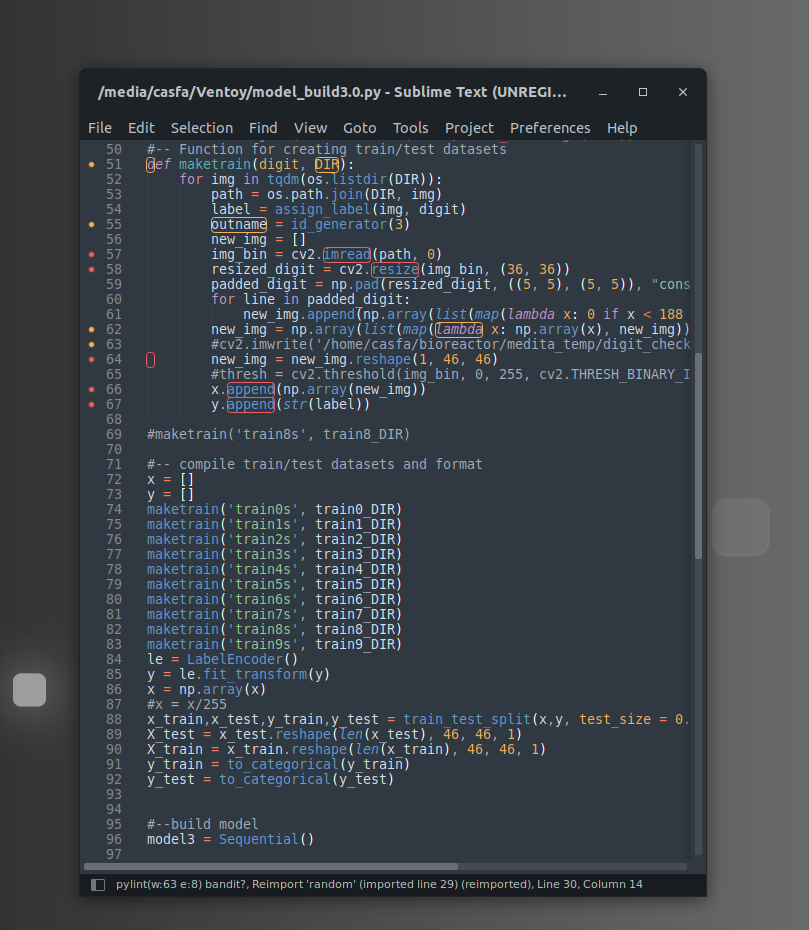 /media/casfa/Ventoy/model_build3.0.py - Sublime Text (UNREGI...
File Edit Selection Find View Goto Tools Project Preferences Help
50 #-- Function for creating train/test datasets
51 def maketrain(digit, DIR):
52 for img in tqdm(os.listdir(DIR)):
53 path = os.path.join(DIR, img)
54 label = assign_label(img, digit)
55 outname = id_generator(3)
56 new_img = []
57 img_bin = cv2.imread(path, 0)
58 resized_digit = cv2.resize(img_bin, (36, 36))
59 padded_digit = np.pad(resized_digit, ((5, 5), (5, 5)), "cons
60 for line in padded_digit:
61 new_img.append(np.array(list(map(lambda x: 0 if x < 188
62 new_img = np.array(list(map(lambda x: np.array(x), new_img))
63 #cv2.imwrite('/home/casfa/bioreactor/medita_temp/digit_check
64 new_img = new_img.reshape(1, 46, 46)
65 #thresh = cv2.threshold(img_bin, 0, 255, cv2.THRESH_BINARY_I
66 x.append(np.array(new_img))
67 y.append(str(label))
68
69 #maketrain('train8s', train8_DIR)
70
71 #-- compile train/test datasets and format
72 x = []
73 y = []
74 maketrain('train0s', train0_DIR)
75 maketrain('train1s', train1_DIR)
76 maketrain('train2s', train2_DIR)
77 maketrain('train3s', train3_DIR)
78 maketrain('train4s', train4_DIR)
79 maketrain('train5s', train5_DIR)
80 maketrain('train6s', train6_DIR)
81 maketrain('train7s', train7_DIR)
82 maketrain('train8s', train8_DIR)
83 maketrain('train9s', train9_DIR)
84 le = LabelEncoder()
85 y = le.fit_transform(y)
86 x = np.array(x)
87 #x = x/255
88 x_train,x_test,y_train,y_test = train_test_split(x,y, test_size = 0.
89 X_test = x_test.reshape(len(x_test), 46, 46, 1)
90 X_train = x_train.reshape(len(x_train), 46, 46, 1)
91 y_train = to_categorical(y_train)
92 y_test = to_categorical(y_test)
93
94
95 #--build model
96 model3 = Sequential()
97
pylint(w:63 e:8) bandit?, Reimport 'random' (imported line 29) (reimported), Line 30, Column 14